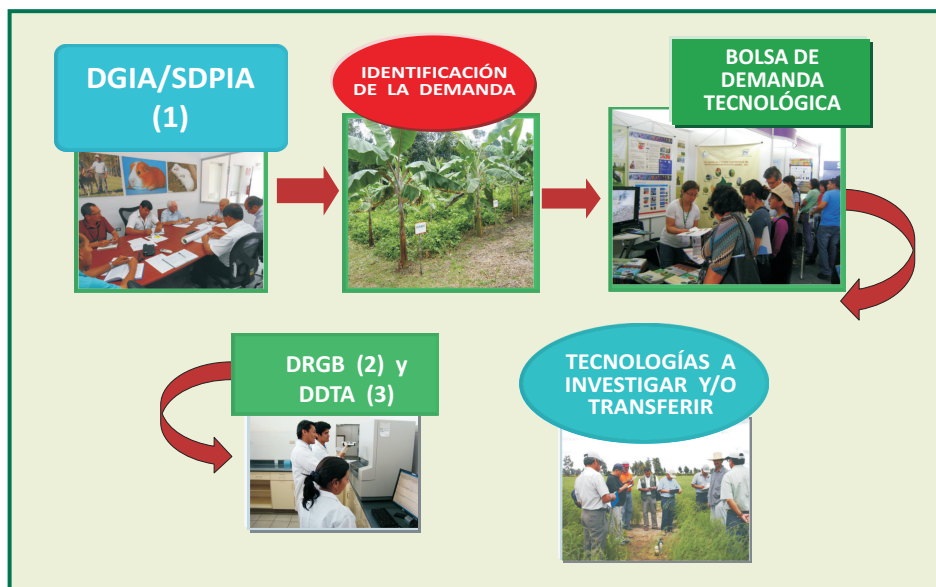 DGIA/SDPIA
(1)
IDENTIFICACIÓN
DE LA DEMANDA
BOLSA DE
DEMANDA
TECNOLÓGICA
DRGB (2) y
DDTA (3)
TECNOLOGÍAS A
INVESTIGAR Y/O
TRANSFERIR